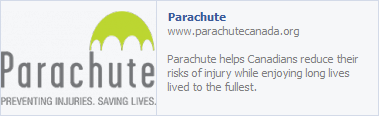 Parachute
PREVENTING INJURIES. SAVING LIVES.
Parachute
www.parachutecanada.org
Parachute helps Canadians reduce their
risks of injury while enjoying long lives
lived to the fullest.